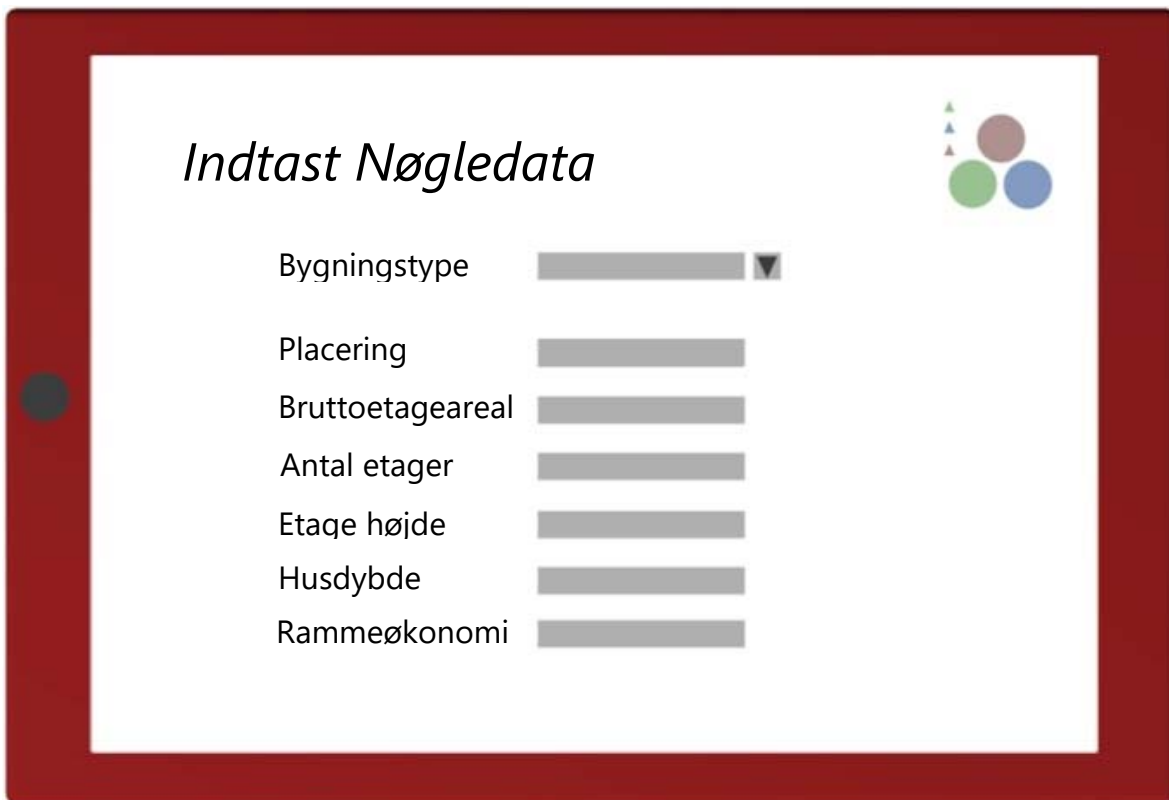 Indtast Nøgledata
Bygningstype
Placering
Bruttoetageareal
Antal etager
Etage højde
Husdybde
Rammeøkonomi